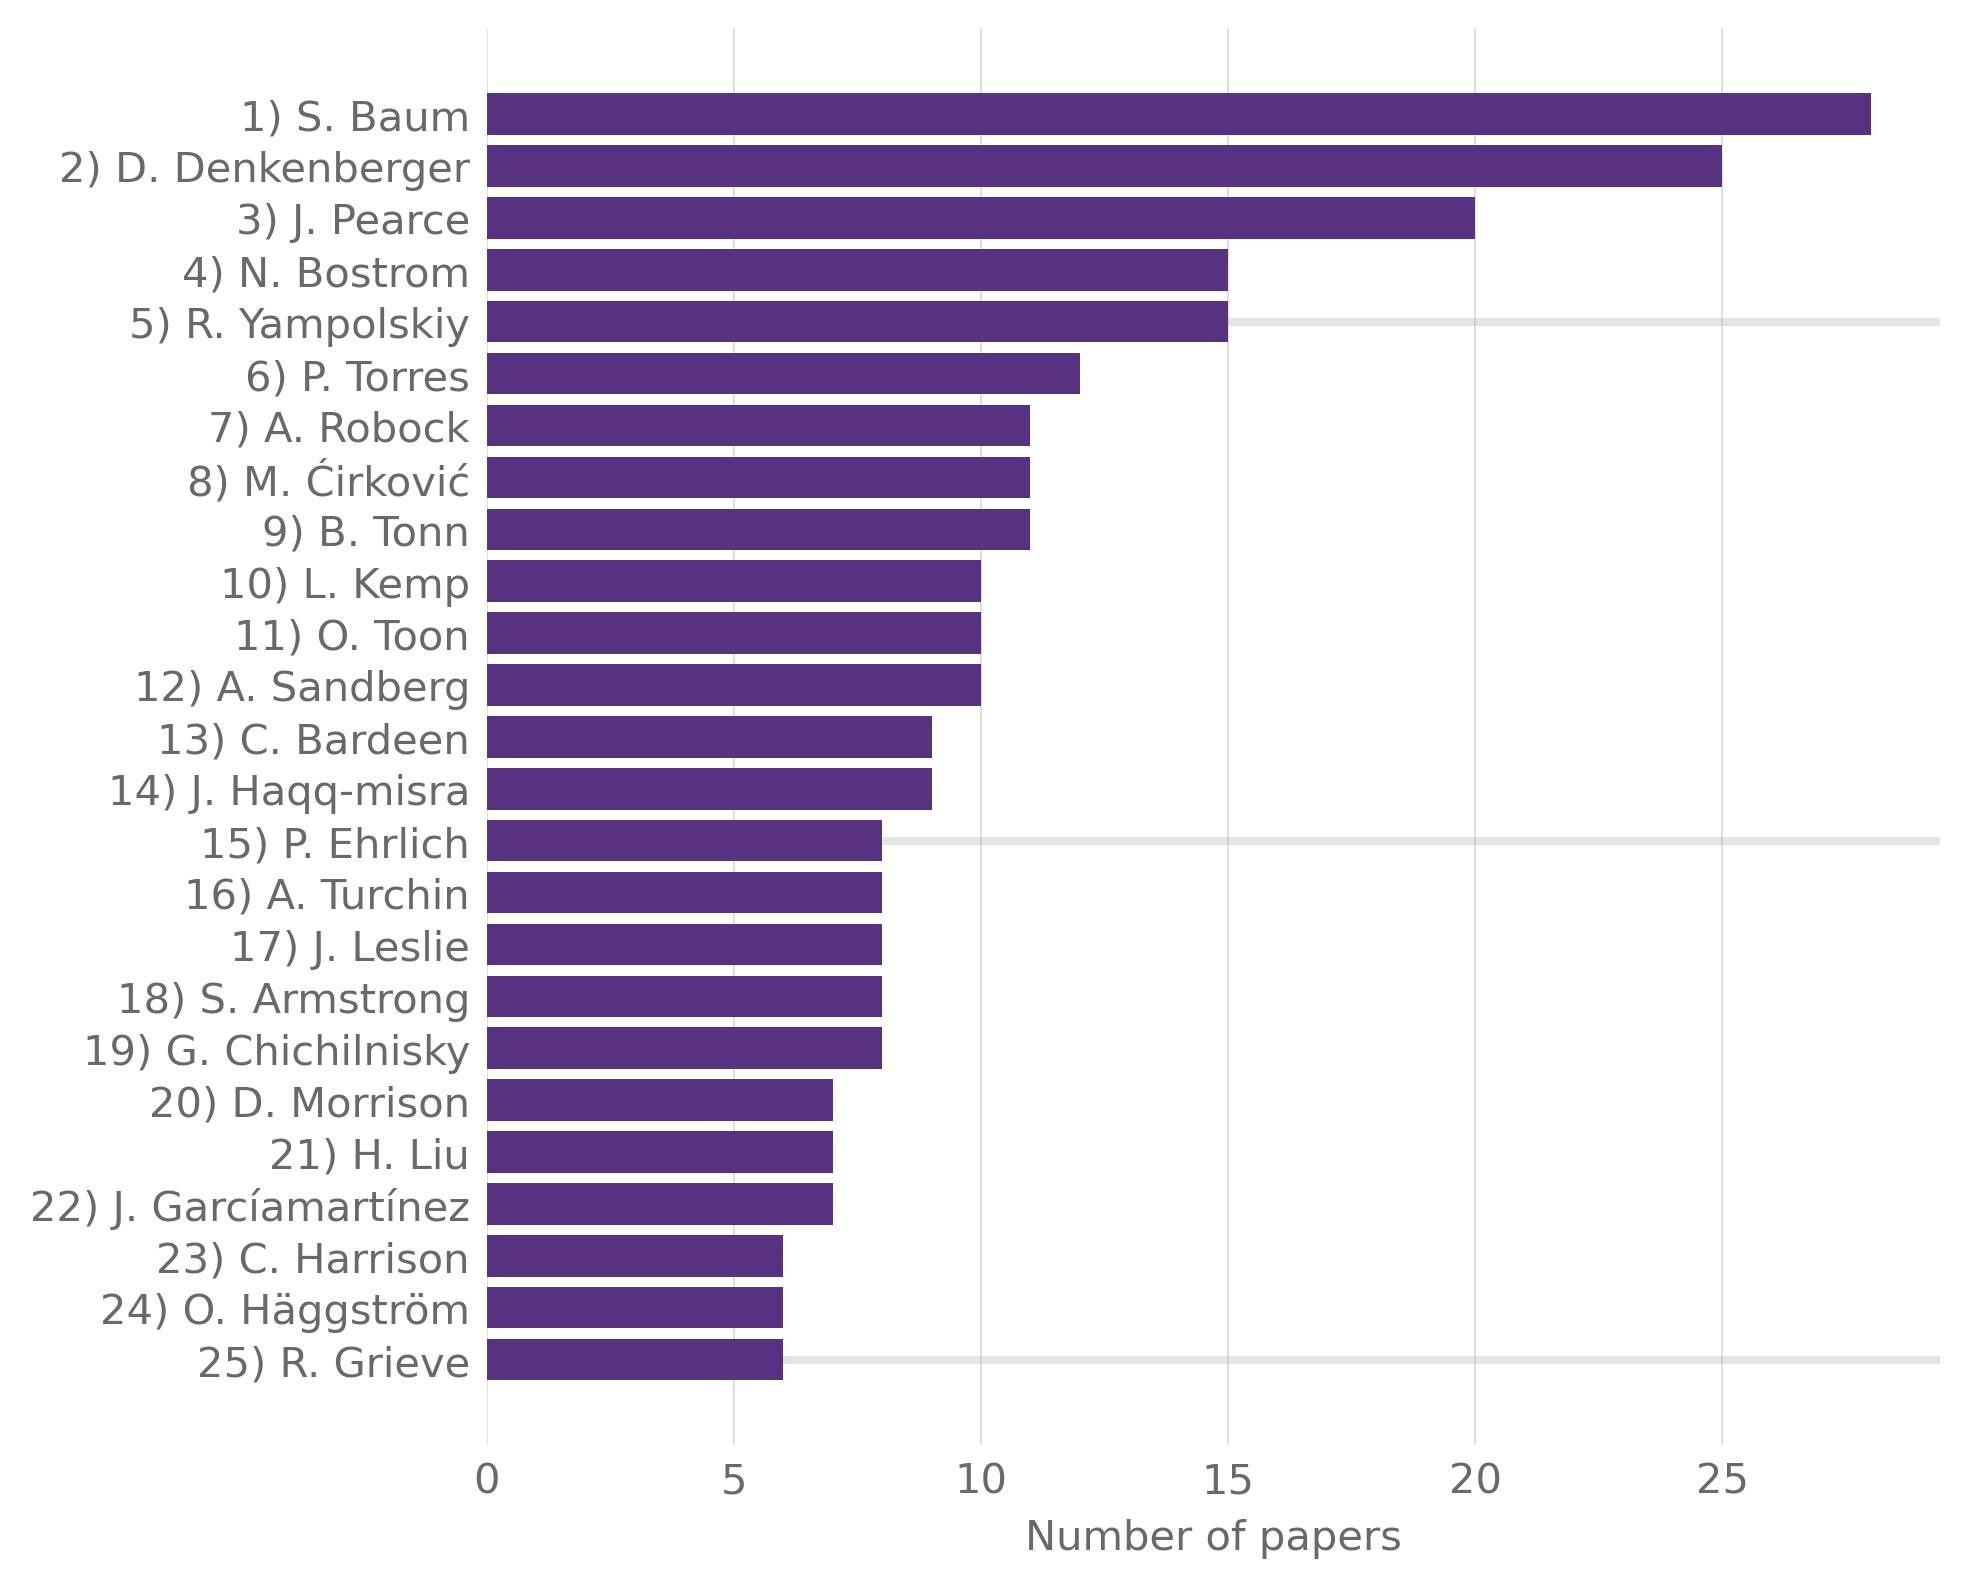 1) S. Baum
2) D. Denkenberger
3) J. Pearce
4) N. Bostrom
5) R. Yampolskiy
6) P. Torres
7) A. Robock
8) M. Ćirković
9) B. Tonn
10) L. Kemp
11) O. Toon
12) A. Sandberg
13) C. Bardeen
14) J. Haqq-misra
15) P. Ehrlich
16) A. Turchin
17) J. Leslie
18) S. Armstrong
19) G. Chichilnisky
20) D. Morrison
21) H. Liu
22) J. Garcíamartínez
23) C. Harrison
24) O. Häggström
25) R. Grieve
0 5 10 15 20 25
Number of papers